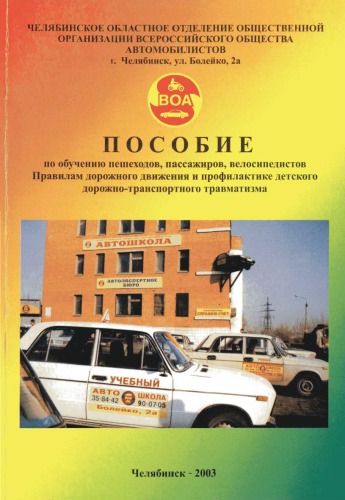 ЧЕЛЯБИНСКОЕ ОБЛАСТНОЕ ОТДЕЛЕНИЕ ОБЩЕСТВЕННОЙ
ОРГАНИЗАЦИИ ВСЕРОССИЙСКОГО ОБЩЕСТВА
АВТОМОБИЛИСТОВ
г. Челябинск, ул. Болейко, 2а
ВОА
ПОСОБИЕ
по обучению пешеходов, пассажиров, велосипедистов
Правилам дорожного движения и профилактике детского
дорожно-транспортного травматизма
АВТОШКОЛА
АВТОЭКСПЕРТНОЕ
БЮРО
УЧЕБНЫЙ
АВТО ШКОЛА
35-84-42 90-07-05
Болейко, 2а
Челябинск - 2003